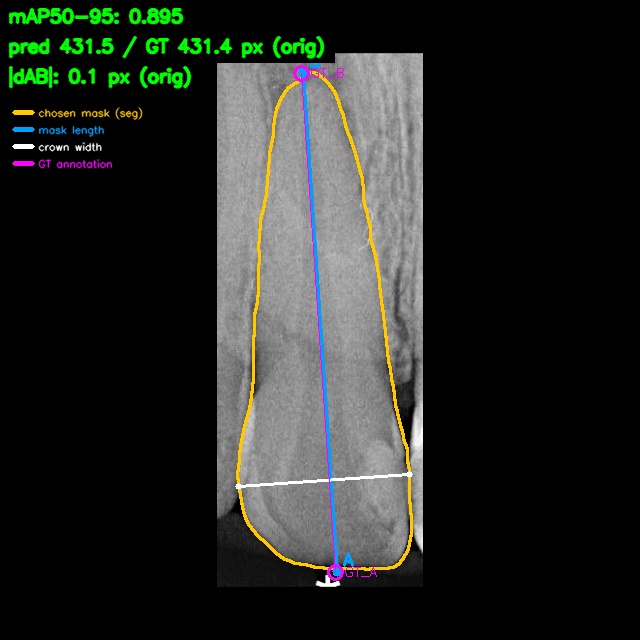 mAP50-95: 0.895
pred 431.5 / GT 431.4 px (orig)
|dAB|: 0.1 px (orig)
chosen mask (seg)
mask length
crown width
GT annotation
GT_B
A
GT_A